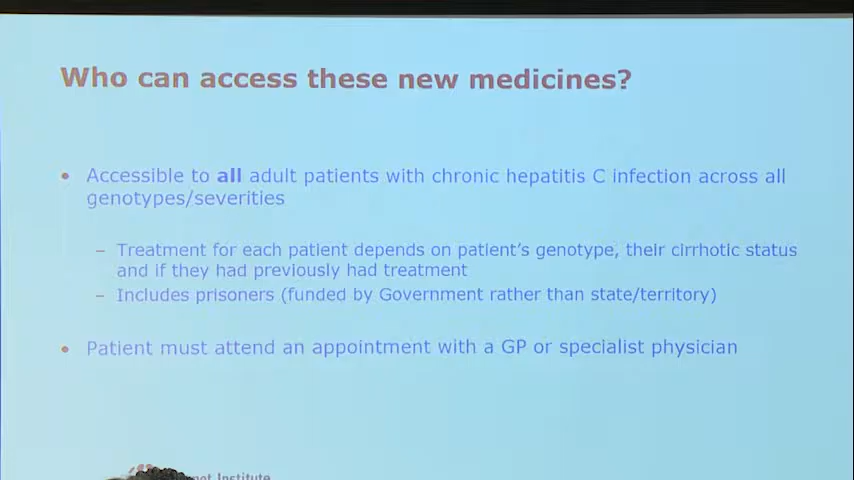 Who can access these new medicines?
• Accessible to all adult patients with chronic hepatitis C infection across all
genotypes/severities
– Treatment for each patient depends on patient's genotype, their cirrhotic status
and if they had previously had treatment
– Includes prisoners (funded by Government rather than state/territory)
• Patient must attend an appointment with a GP or specialist physician
Institute